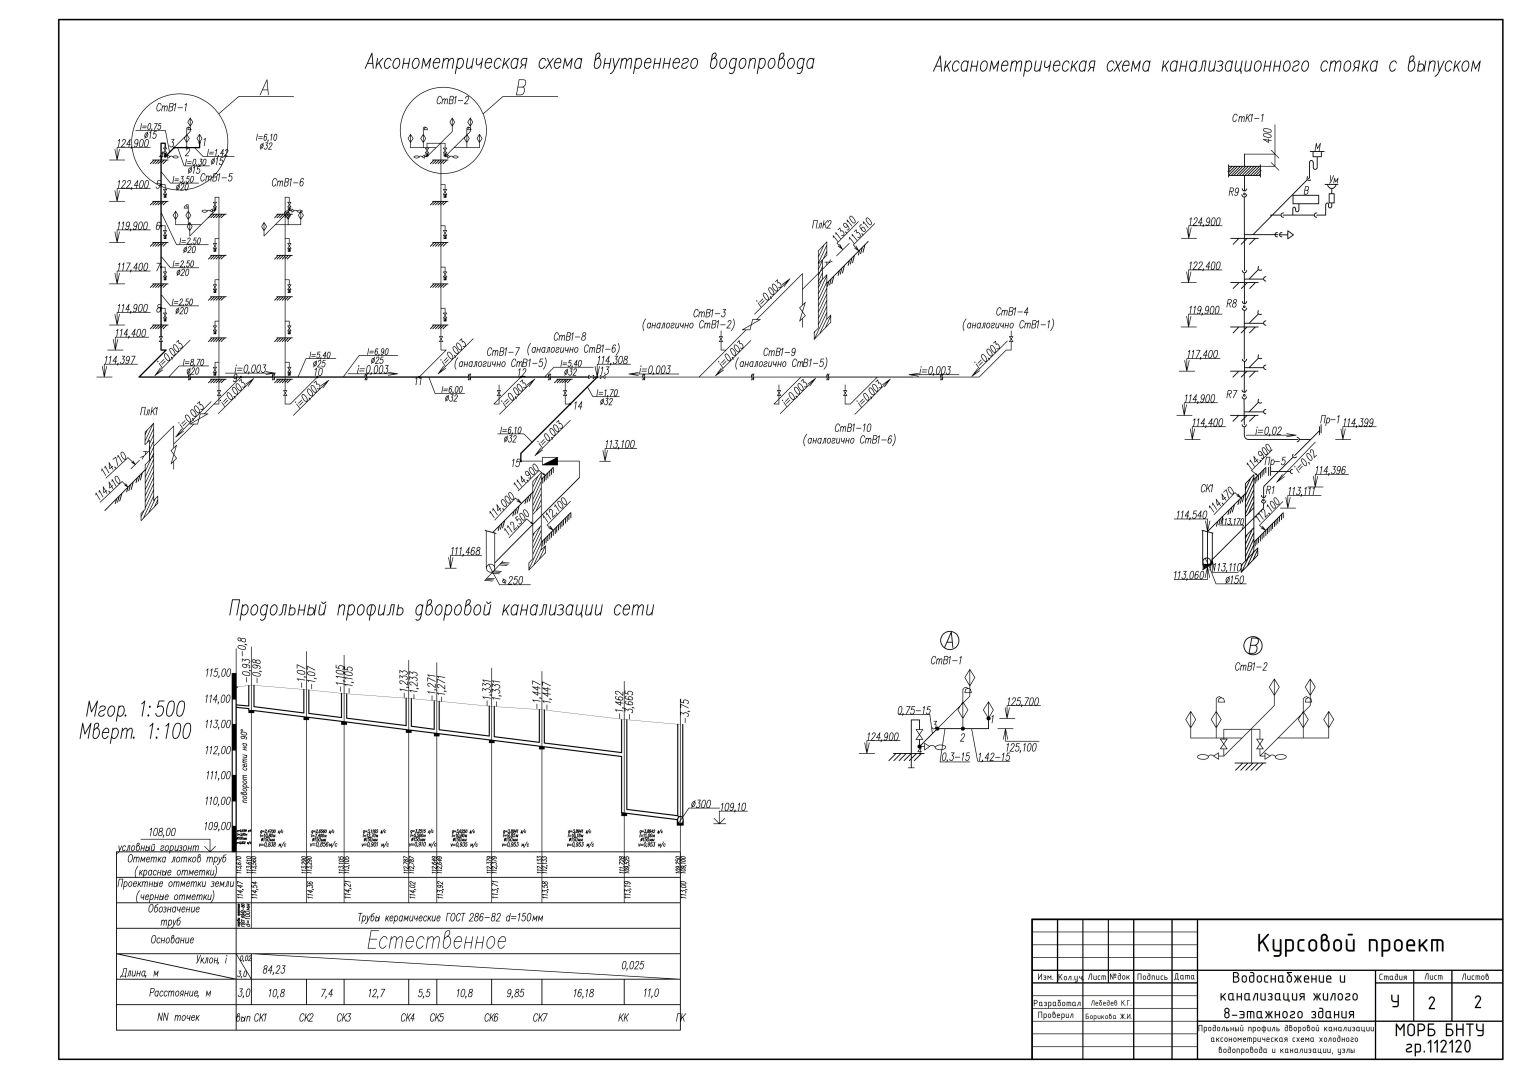 Аксонометрическая схема внутреннего водопровода
Аксанометрическая схема канализационного стояка с выпуском
А
В
СтВ1-1
СтВ1-2
l=0,75
ø15
124,900
3
1
2
l=1,42
ø15
l=0,30
ø15
l=6,10
ø32
l=3,50
ø20
СтВ1-5
СтВ1-6
122,400
5
119,900
6
l=2,50
ø20
117,400
7
l=2,50
ø20
114,900
8
l=2,50
ø20
114,400
114,397
i=0,003
l=8,70
ø20
i=0,003
l=5,40
ø25
l=6,90
ø25
i=0,003
i=0,003
i=0,003
9
10
11
l=6,00
ø32
СтВ1-7
(аналогично СтВ1-5)
12
СтВ1-8
(аналогично СтВ1-6)
l=5,40
ø32
114,308
13
l=1,70
ø32
14
l=6,10
ø32
i=0,003
15
113,100
114,900
114,000
112,500
112,100
111,468
250
ПлК1
114,710
114,410
i=0,003
СтВ1-3
(аналогично СтВ1-2)
i=0,003
ПлК2
113,910
113,610
СтВ1-9
(аналогично СтВ1-5)
i=0,003
СтВ1-4
(аналогично СтВ1-1)
i=0,003
СтВ1-10
(аналогично СтВ1-6)
СтК1-1
400
М
Ум
В
R9
124,900
122,400
R8
119,900
117,400
R7
114,900
114,400
i=0,02
Пр-1
114,399
Пр-5
i=0,02
114,396
113,111
R1
СК1
114,900
114,470
114,540
113,170
112,100
113,110
113,060
ø150
Продольный профиль дворовой канализации сети
Мгор. 1:500
Мверт. 1:100
115,00
114,00
113,00
112,00
111,00
110,00
109,00
-0,8
-0,93
-0,98
-1,07
-1,07
-1,105
-1,105
-1,233
-1,233
-1,271
-1,271
-1,331
-1,331
-1,447
-1,447
-1,462
-3,665
-3,75
поворот сети на 90°
ø300
109,10
108,00
условный горизонт
Отметка лотков труб
(красные отметки)
Проектные отметки земли
(черные отметки)
114,47
114,54
114,36
114,21
114,02
113,92
113,71
113,58
113,19
113,00
Обозначение
труб
Трубы керамические ГОСТ 286-82 d=150мм
Основание
Естественное
Уклон, i
Длина, м
0,02
3,0
84,23
0,025
Расстояние, м
3,0
10,8
7,4
12,7
5,5
10,8
9,85
16,18
11,0
NN точек
вып
СК1
СК2
СК3
СК4
СК5
СК6
СК7
КК
ГК
А
СтВ1-1
0,75-15
3
2
1
125,700
124,900
125,100
0,3-15
1,42-15
В
СтВ1-2
Курсовой проект
Изм.
Кол.уч
Лист
№док
Подпись
Дата
Водоснабжение и
канализация жилого
8-этажного здания
Стадия
Лист
Листов
У
2
2
Разработал
Лебедев К.Г.
Проверил
Борикова Ж.И.
Продольный профиль дворовой канализации
аксонометрическая схема холодного
водопровода и канализации, узлы
МОРБ БНТУ
гр.112120